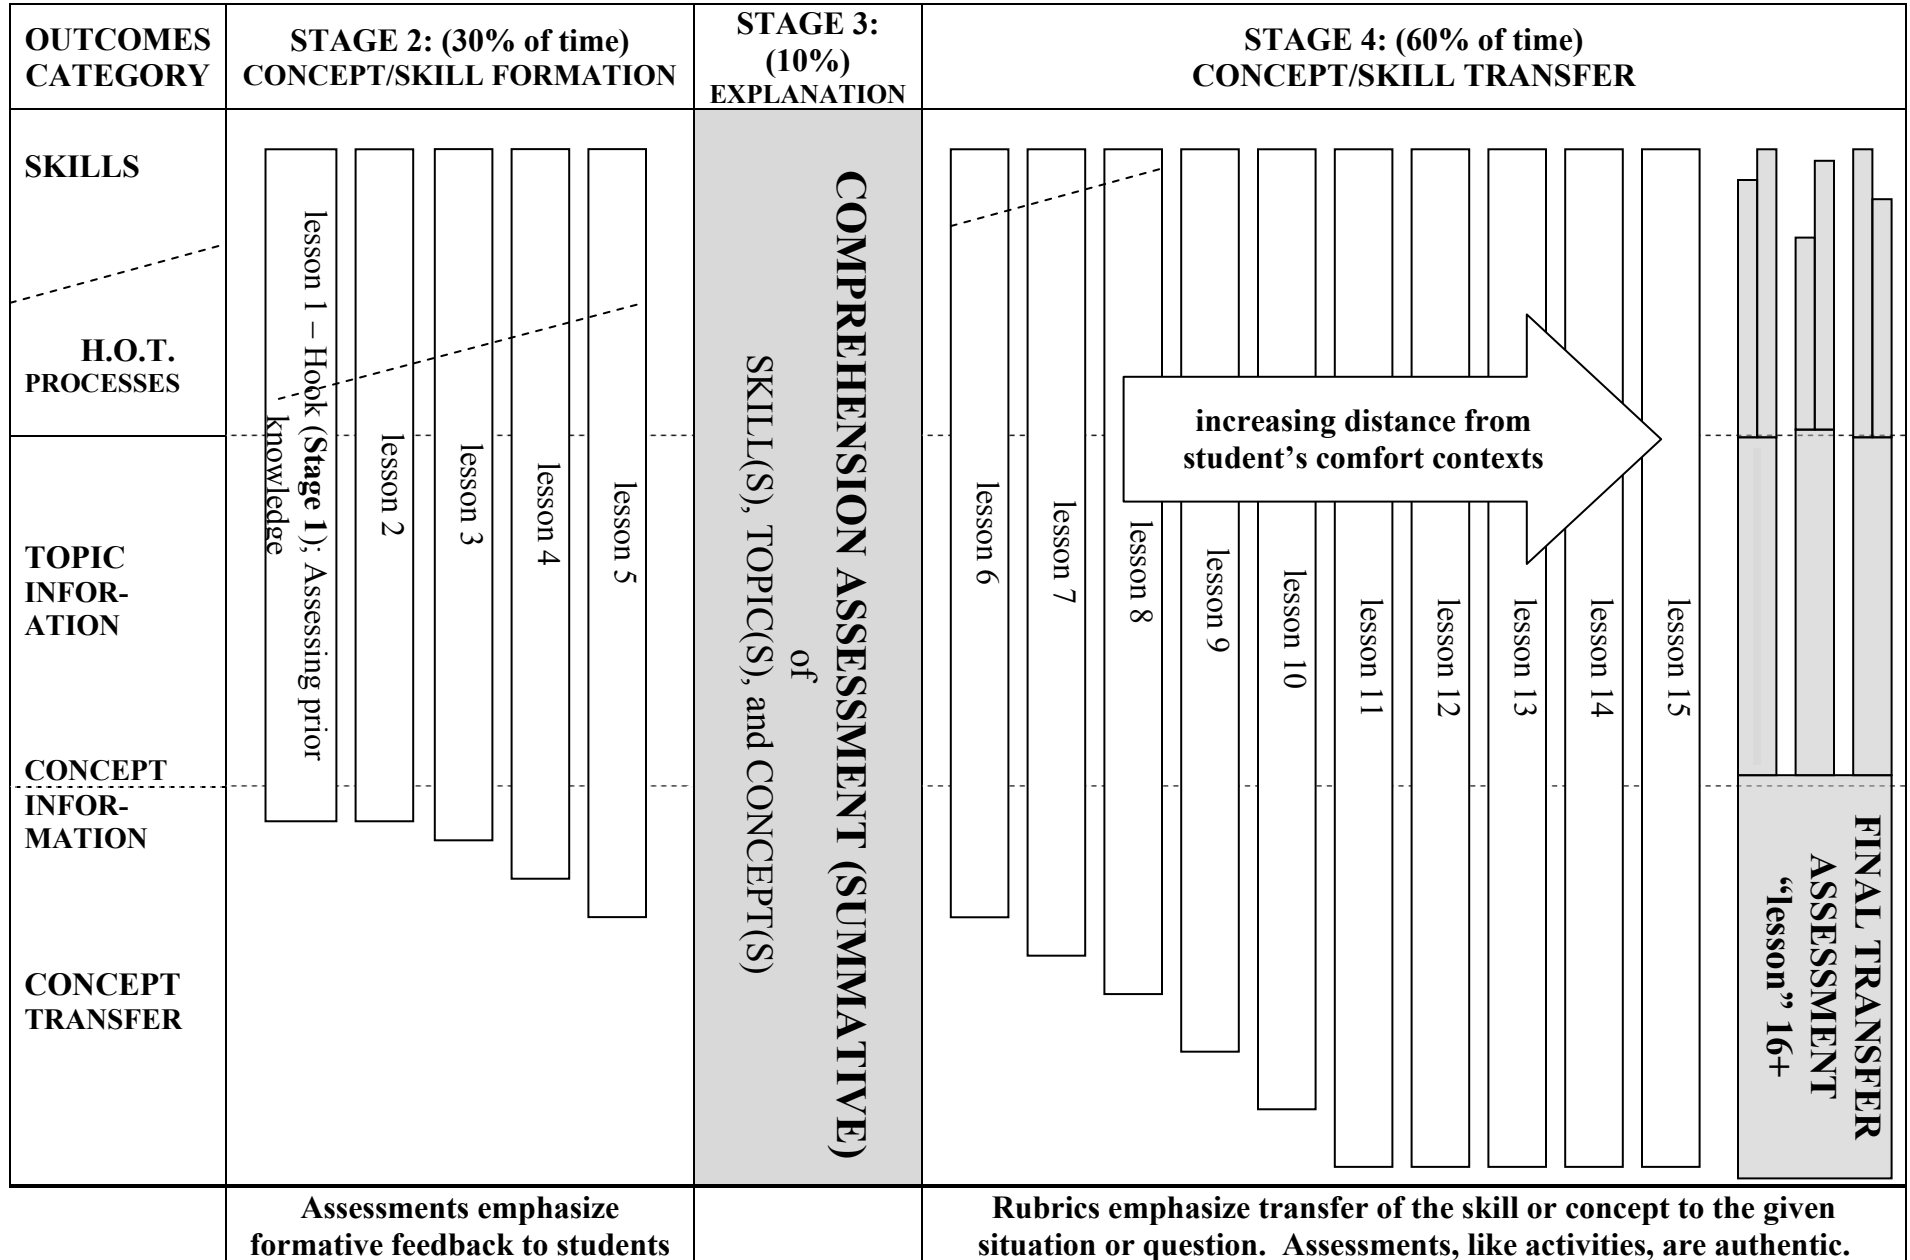 OUTCOMES
CATEGORY
STAGE 2: (30% of time)
CONCEPT/SKILL FORMATION
STAGE 3:
(10%)
EXPLANATION
STAGE 4: (60% of time)
CONCEPT/SKILL TRANSFER
SKILLS
H.O.T.
PROCESSES
TOPIC
INFOR-
ATION
CONCEPT
INFOR-
MATION
CONCEPT
TRANSFER
lesson 1 – Hook (Stage 1); Assessing prior
knowledge
lesson 2
lesson 3
lesson 4
lesson 5
COMPREHENSION ASSESSMENT (SUMMATIVE)
of
SKILL(S), TOPIC(S), and CONCEPT(S)
lesson 6
lesson 7
lesson 8
lesson 9
lesson 10
lesson 11
lesson 12
lesson 13
lesson 14
lesson 15
increasing distance from
student’s comfort contexts
FINAL TRANSFER
ASSESSMENT
“lesson” 16+
Assessments emphasize
formative feedback to students
Rubrics emphasize transfer of the skill or concept to the given
situation or question.  Assessments, like activities, are authentic.